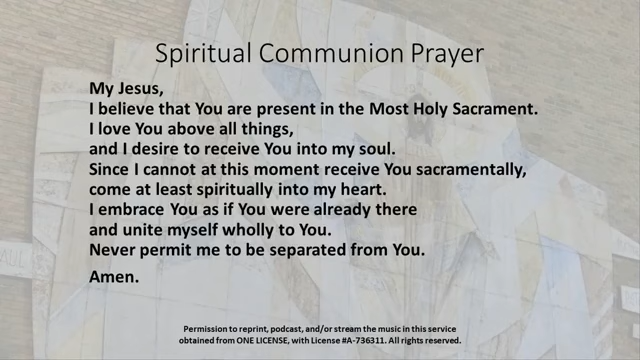 Spiritual Communion Prayer
My Jesus,
I believe that You are present in the Most Holy Sacrament.
I love You above all things,
and I desire to receive You into my soul.
Since I cannot at this moment receive You sacramentally,
come at least spiritually into my heart.
I embrace You as if You were already there
and unite myself wholly to You.
Never permit me to be separated from You.
Amen.
Permission to reprint, podcast, and/or stream the music in this service
obtained from ONE LICENSE, with License #A-736311. All rights reserved.